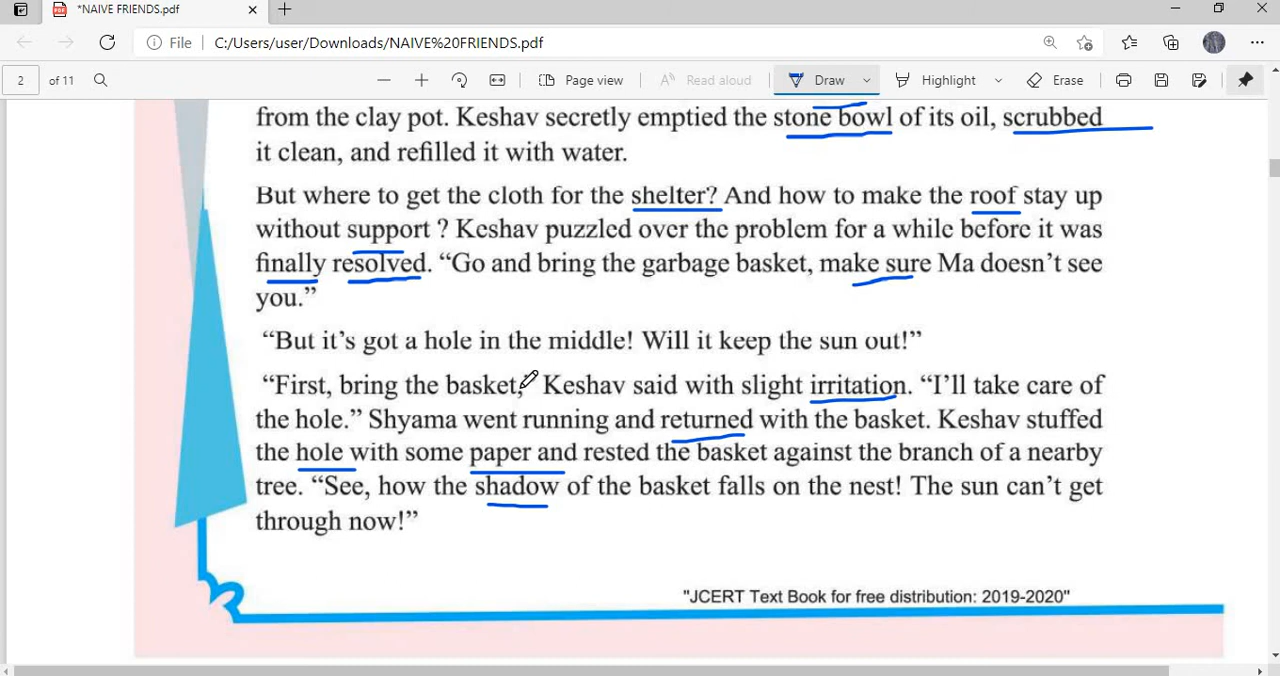 *NAIVE FRIENDS.pdf
File C:/Users/user/Downloads/NAIVE%20FRIENDS.pdf
2 of 11 Page view Read aloud Draw Highlight Erase
from the clay pot. Keshav secretly emptied the stone bowl of its oil, scrubbed
it clean, and refilled it with water.
But where to get the cloth for the shelter? And how to make the roof stay up
without support ? Keshav puzzled over the problem for a while before it was
finally resolved. “Go and bring the garbage basket, make sure Ma doesn’t see
you.”
“But it’s got a hole in the middle! Will it keep the sun out!”
“First, bring the basket,” Keshav said with slight irritation. “I’ll take care of
the hole.” Shyama went running and returned with the basket. Keshav stuffed
the hole with some paper and rested the basket against the branch of a nearby
tree. “See, how the shadow of the basket falls on the nest! The sun can’t get
through now!”
"JCERT Text Book for free distribution: 2019-2020"